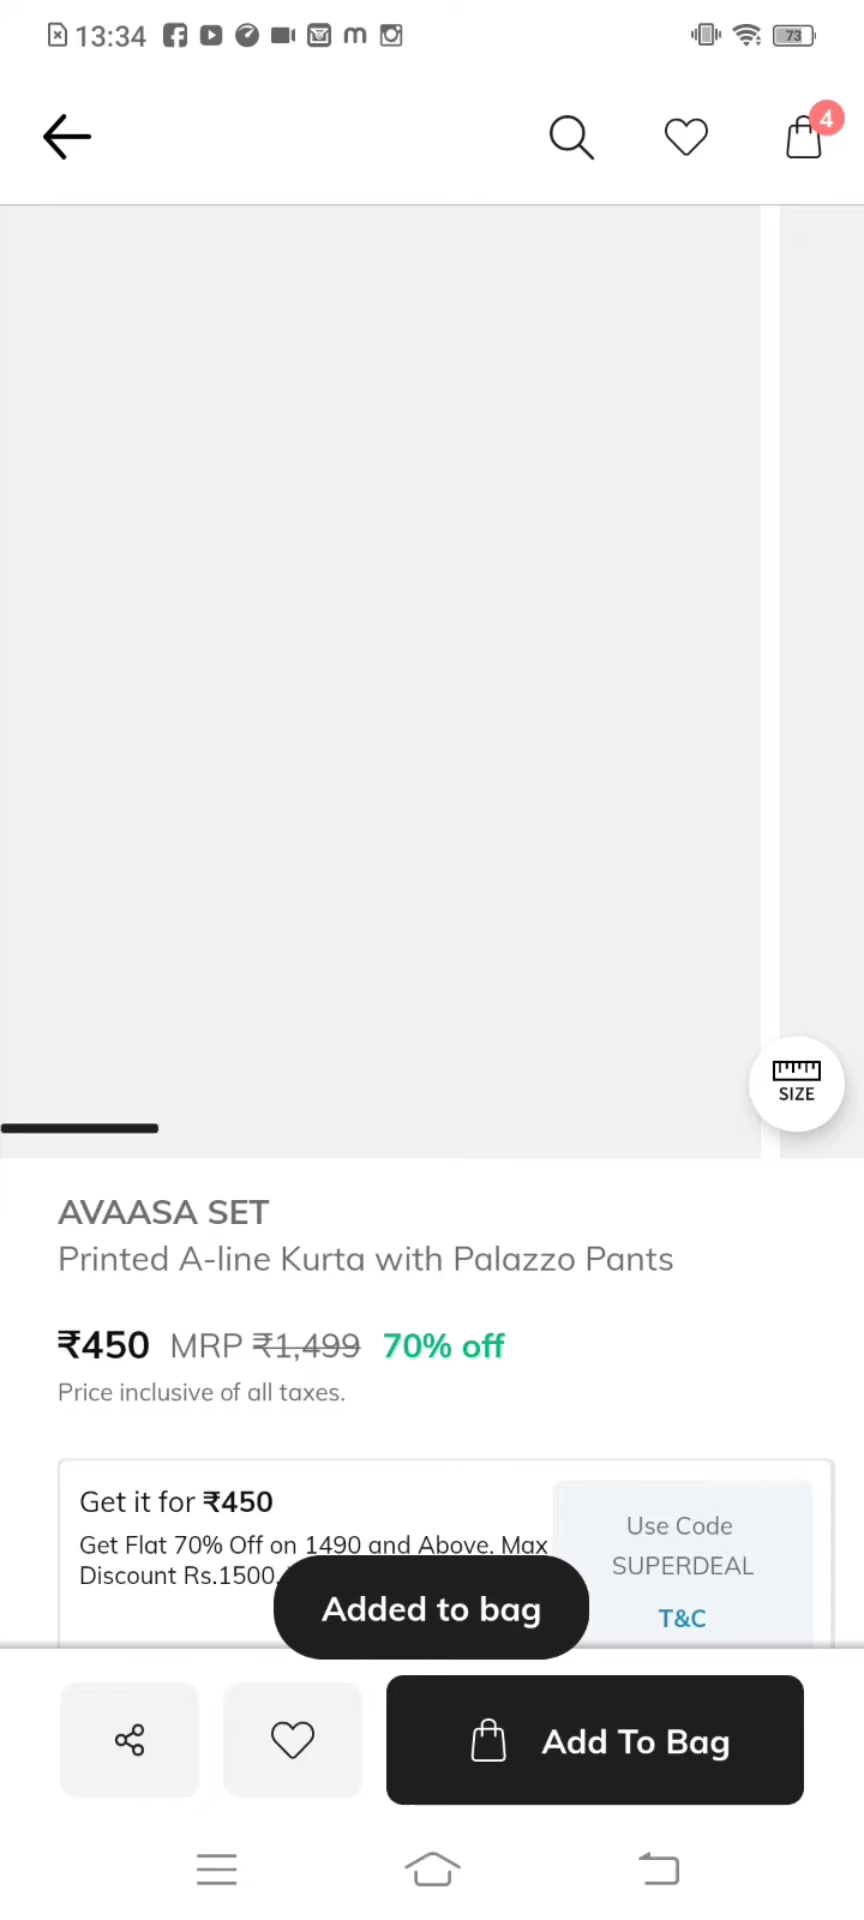 13:34
73
4
SIZE
AVAASA SET
Printed A-line Kurta with Palazzo Pants
₹450 MRP ₹1,499 70% off
Price inclusive of all taxes.
Get it for ₹450
Get Flat 70% Off on 1490 and Above. Max
Discount Rs.1500.
Use Code
SUPERDEAL
T&C
Added to bag
Add To Bag